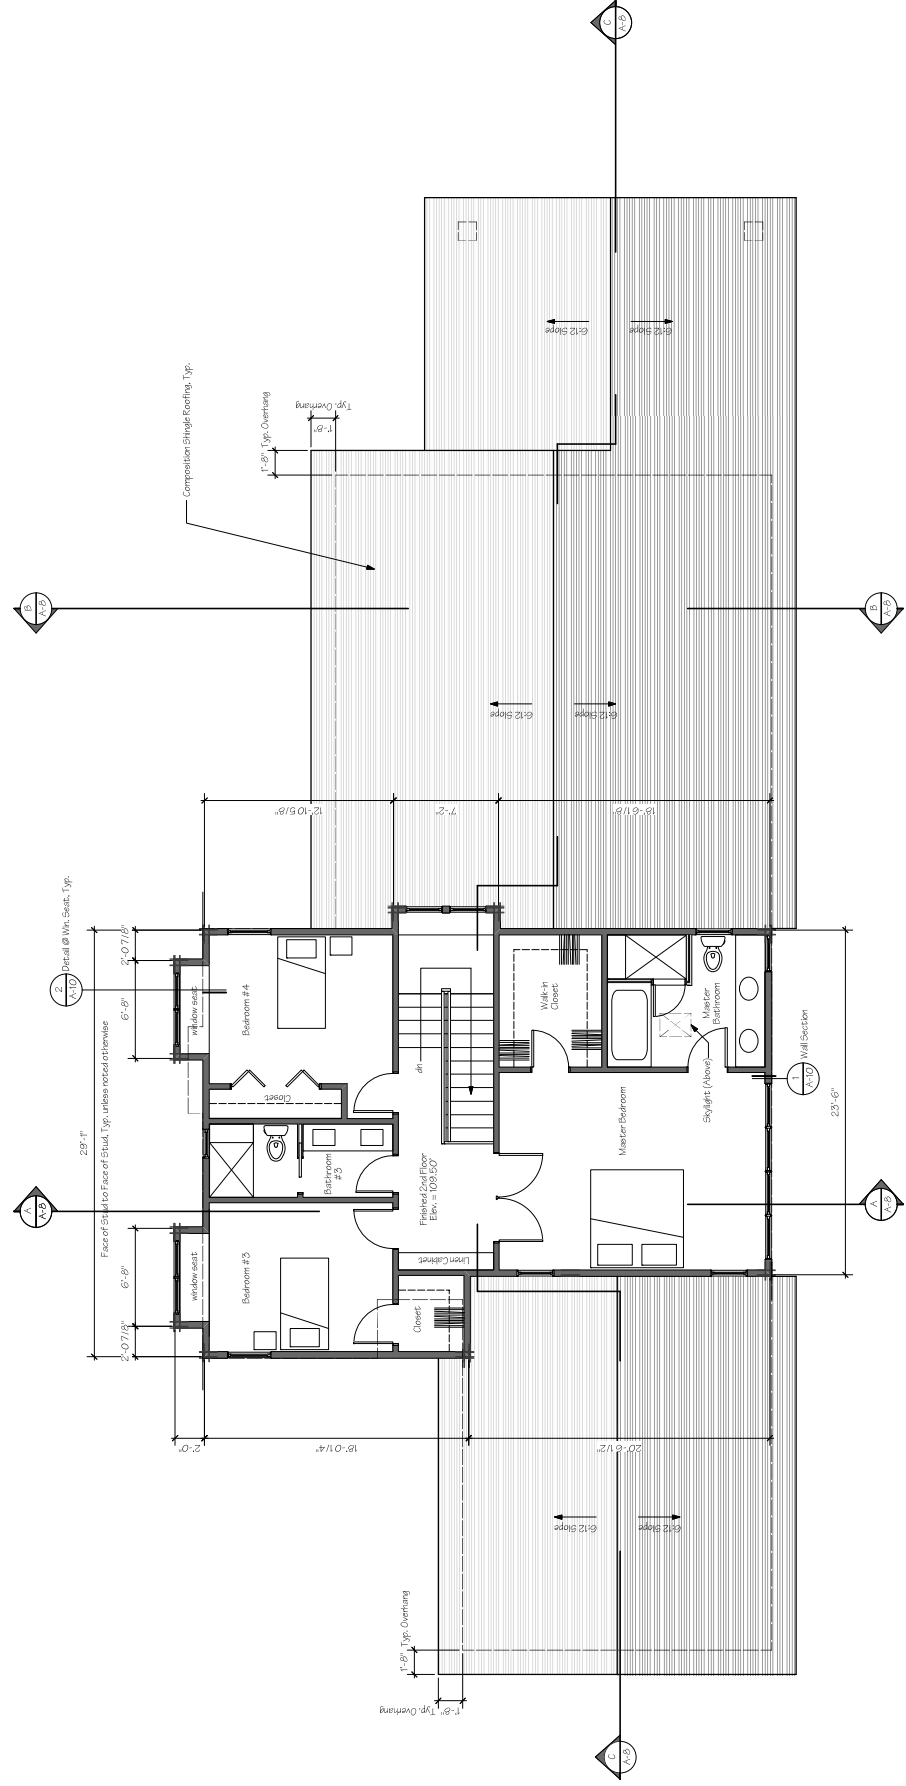 C
A-8
6:12 Slope
6:12 Slope
Composition Shingle Roofing, Typ.
Typ. Overhang
1'-8"
1'-8" Typ. Overhang
B
A-8
B
A-8
6:12 Slope
6:12 Slope
12'-10 5/8"
7'-2"
18'-6 1/8"
2
A-10
Detail @ Win. Seat, Typ.
2'-0 7/8"
6'-8"
window seat
Bedroom #4
Closet
dn
Walk-in
Closet
Master
Bathroom
Skylight (Above)
1
A-10
Wall Section
23'-6"
29'-1"
Face of Stud to Face of Stud, Typ. unless noted otherwise
Bathroom
#3
Finished 2nd Floor
Elev. = 109.50'
Master Bedroom
A
A-8
A
A-8
6'-8"
window seat
Bedroom #3
Linen Cabinet
Closet
2'-0 7/8"
2'-0"
18'-0 1/4"
20'-6 1/2"
6:12 Slope
6:12 Slope
1'-8" Typ. Overhang
1'-8"
Typ. Overhang
C
A-8